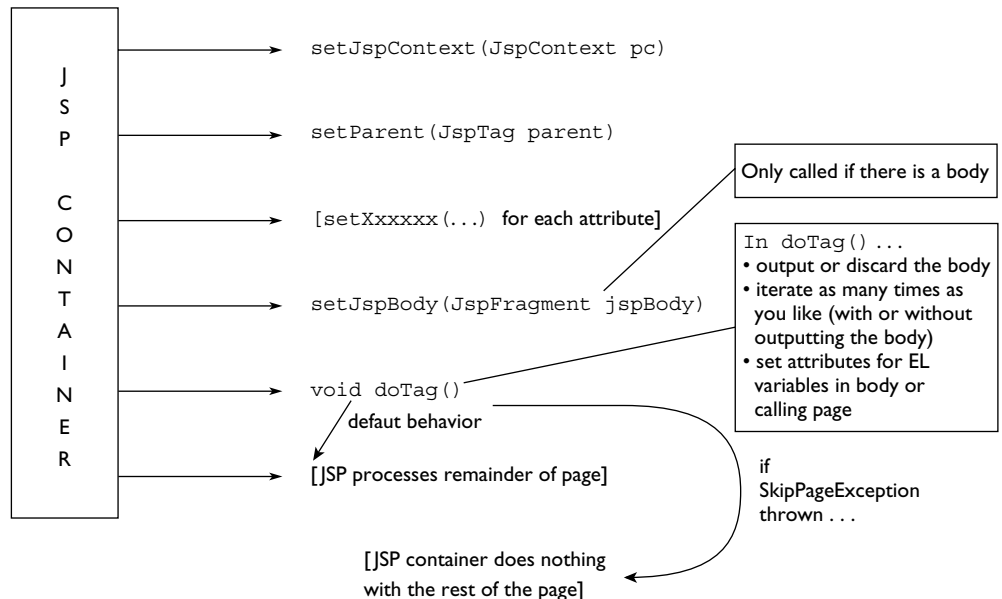 JSP CONTAINER
setJspContext(JspContext pc)
setParent(JspTag parent)
Only called if there is a body
[setXxxxxx(...) for each attribute]
In doTag() ...
• output or discard the body
• iterate as many times as
you like (with or without
outputting the body)
• set attributes for EL
variables in body or
calling page
setJspBody(JspFragment jspBody)
void doTag()
defaut behavior
[JSP processes remainder of page]
if
SkipPageException
thrown . . .
[JSP container does nothing
with the rest of the page]